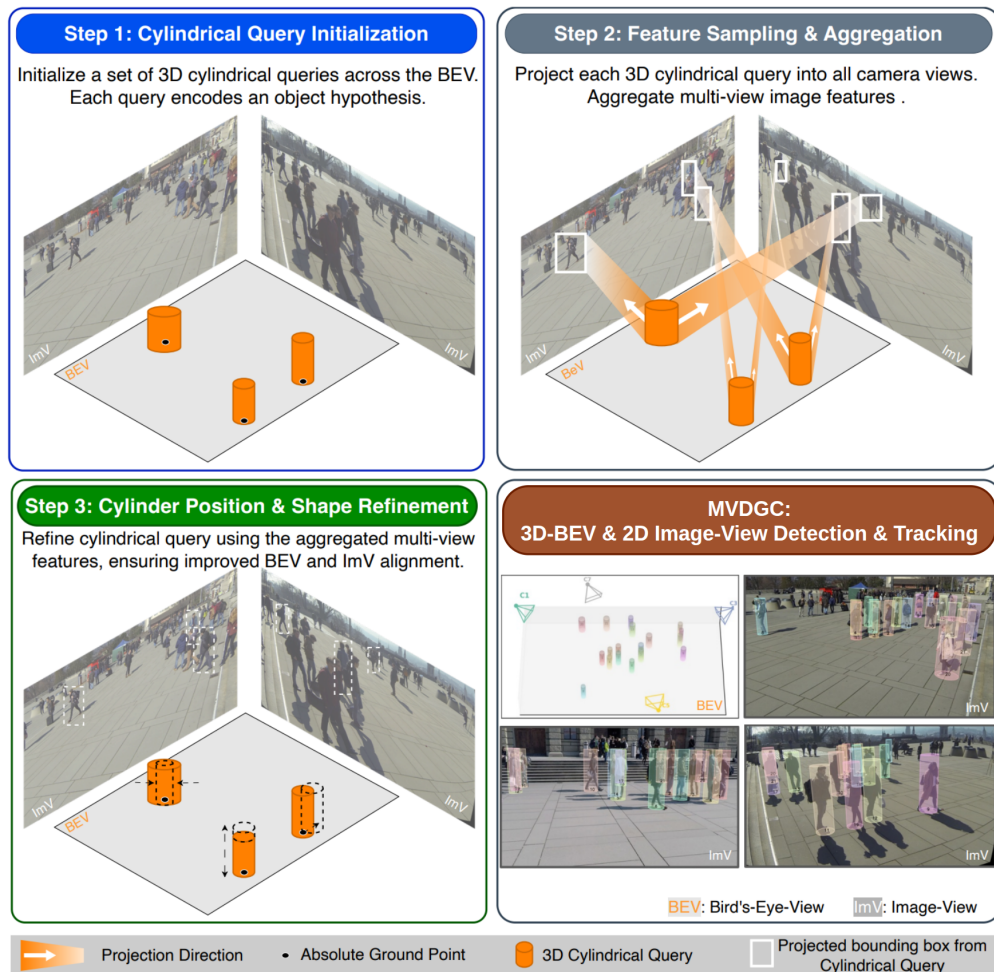 Step 1: Cylindrical Query Initialization
Initialize a set of 3D cylindrical queries across the BEV.
Each query encodes an object hypothesis.
ImV
BEV
ImV
Step 2: Feature Sampling & Aggregation
Project each 3D cylindrical query into all camera views.
Aggregate multi-view image features .
ImV
BeV
ImV
Step 3: Cylinder Position & Shape Refinement
Refine cylindrical query using the aggregated multi-view
features, ensuring improved BEV and ImV alignment.
ImV
BEV
ImV
MVDGC:
3D-BEV & 2D Image-View Detection & Tracking
C1
BEV
ImV
ImV
ImV
BEV: Bird's-Eye-View
ImV: Image-View
Projection Direction
Absolute Ground Point
3D Cylindrical Query
Projected bounding box from
Cylindrical Query